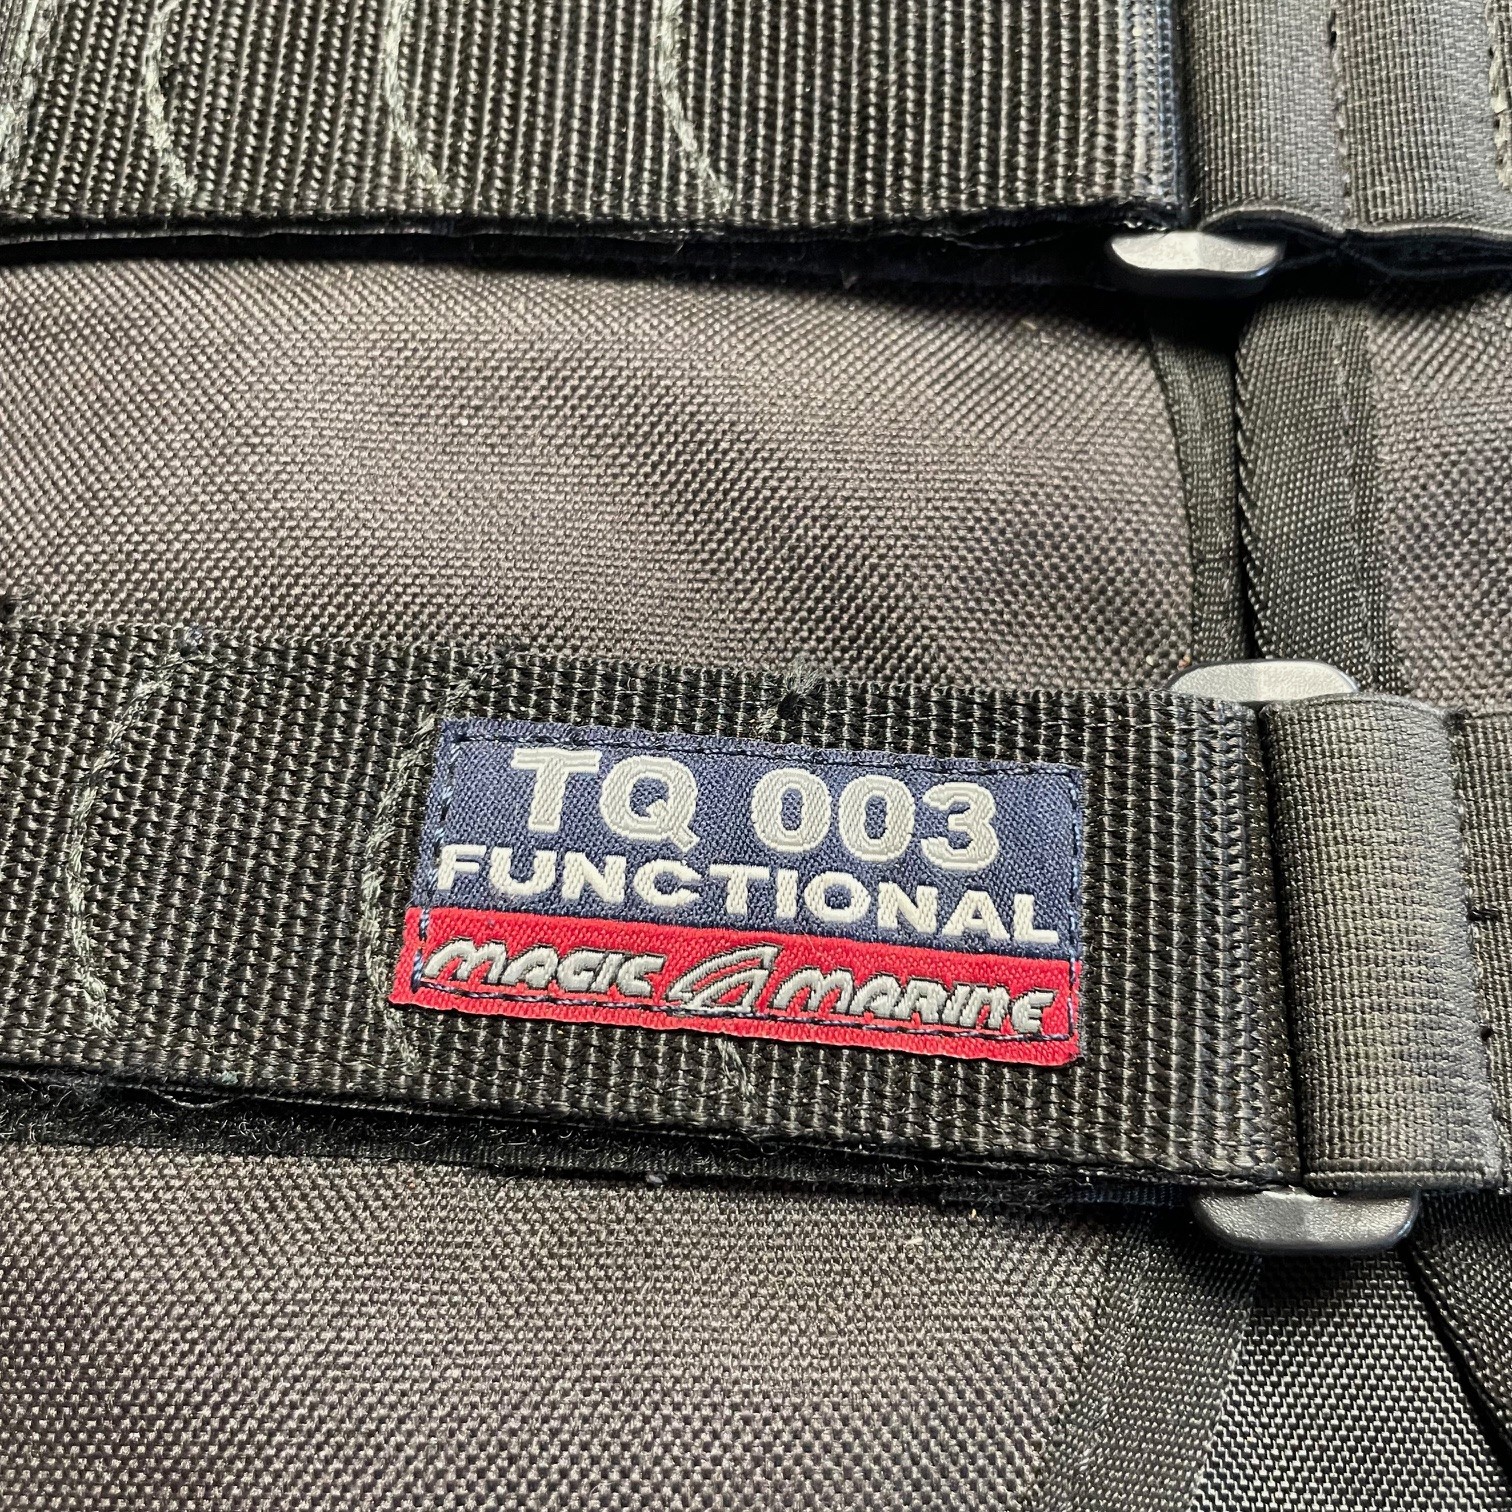 TQ 003
FUNCTIONAL
MAGIC MARINE